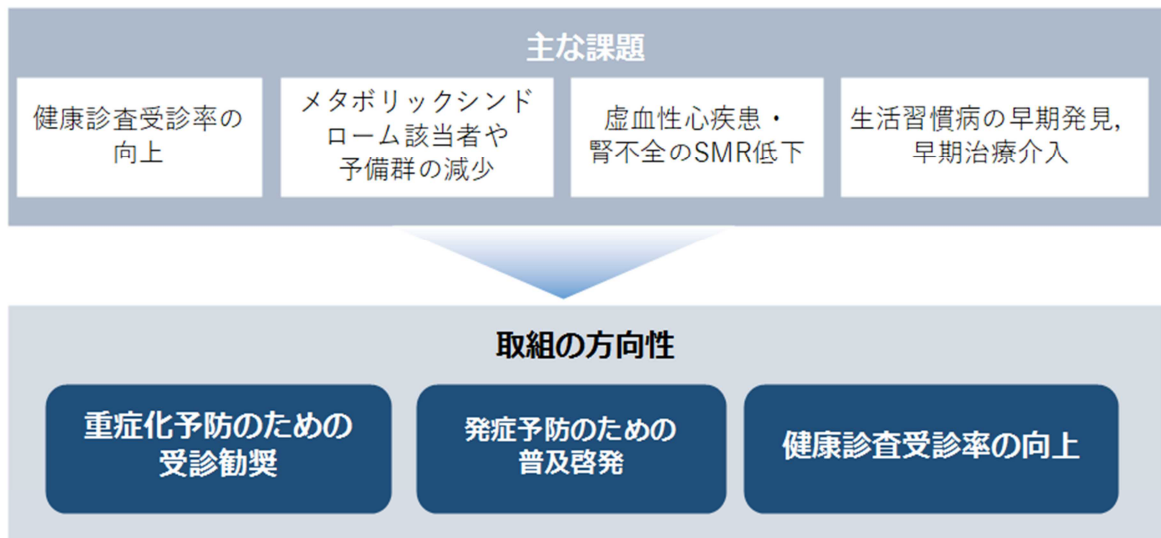 主な課題
健康診査受診率の
向上
メタボリックシンド
ローム該当者や
予備群の減少
虚血性心疾患・
腎不全のSMR低下
生活習慣病の早期発見,
早期治療介入
取組の方向性
重症化予防のための
受診勧奨
発症予防のための
普及啓発
健康診査受診率の向上